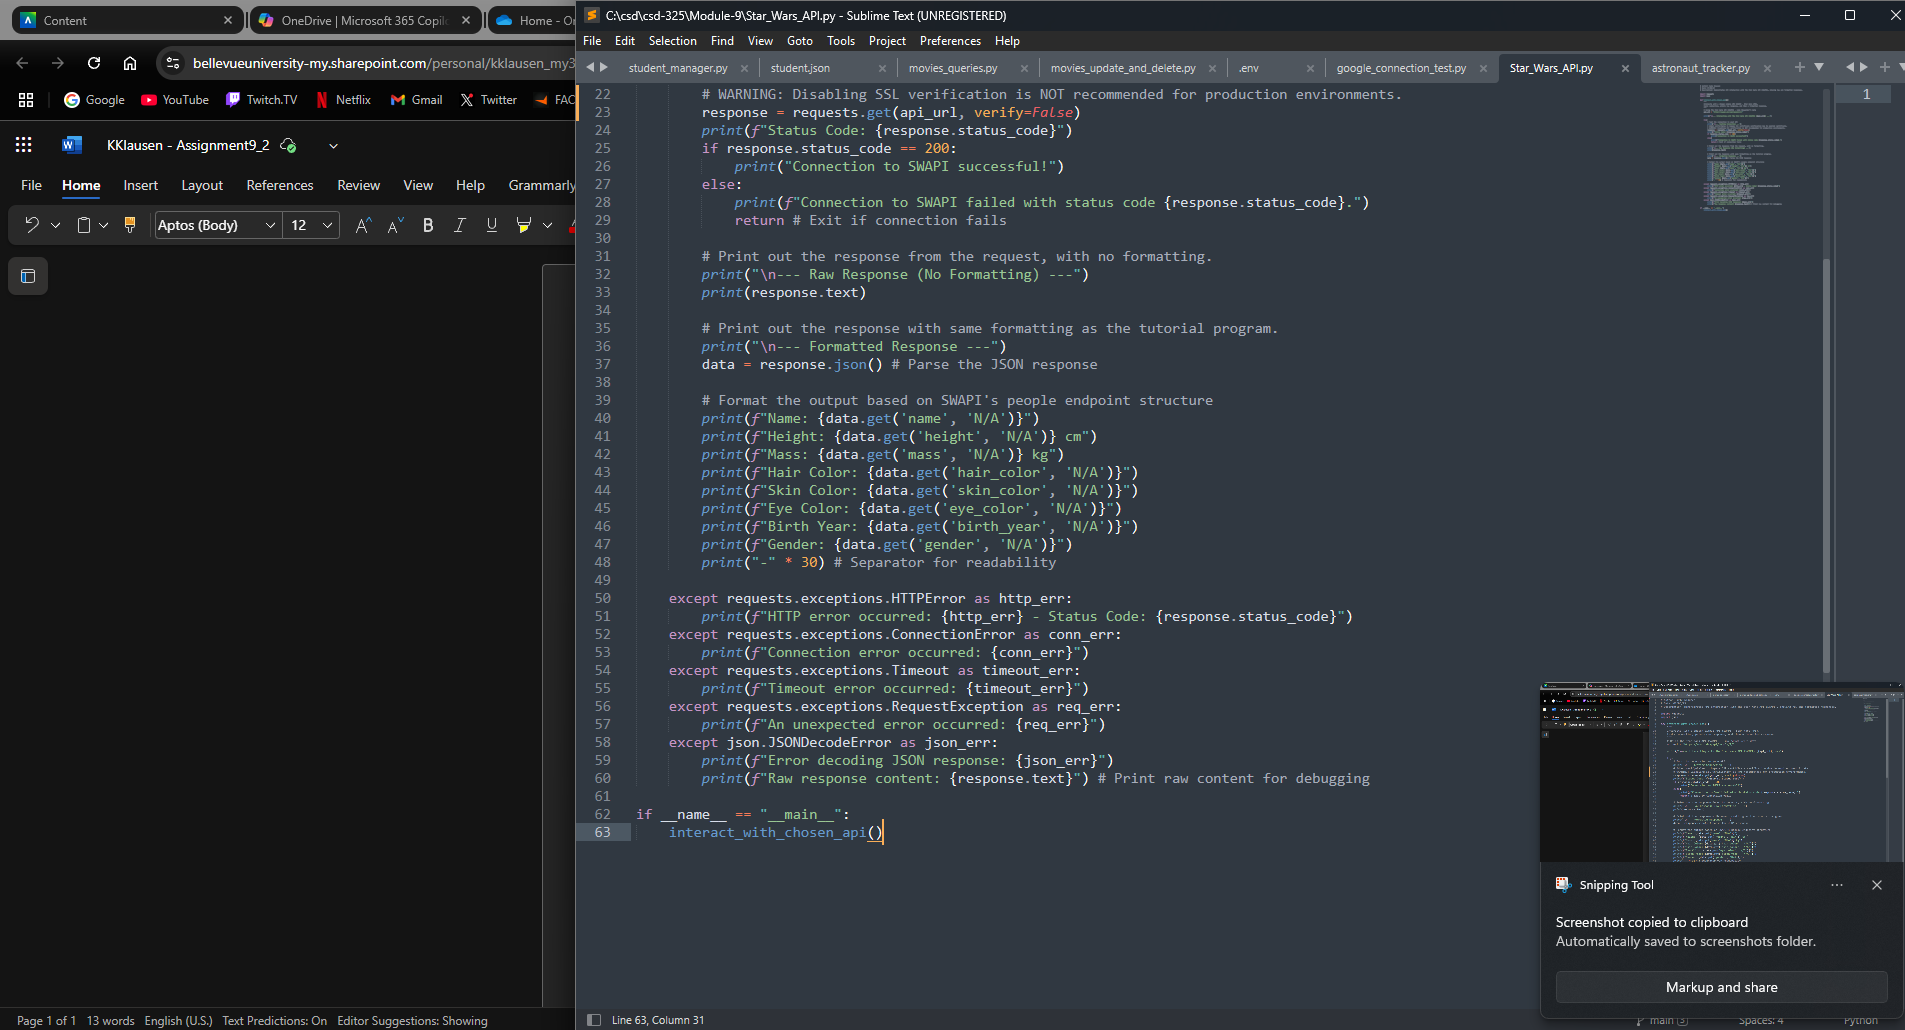 Content
OneDrive | Microsoft 365 Copil
Home - On
bellevueuniversity-my.sharepoint.com/personal/kklausen_my3
Google
YouTube
Twitch.TV
Netflix
Gmail
Twitter
FAC
KKlausen - Assignment9_2
File Home Insert Layout References Review View Help Grammarly
Aptos (Body) 12
Page 1 of 1 13 words English (U.S.) Text Predictions: On Editor Suggestions: Showing
C:\csd\csd-325\Module-9\Star_Wars_API.py - Sublime Text (UNREGISTERED)
File Edit Selection Find View Goto Tools Project Preferences Help
student_manager.py student.json movies_queries.py movies_update_and_delete.py .env google_connection_test.py Star_Wars_API.py astronaut_tracker.py
1
22 # WARNING: Disabling SSL verification is NOT recommended for production environments.
23 response = requests.get(api_url, verify=False)
24 print(f"Status Code: {response.status_code}")
25 if response.status_code == 200:
26 print("Connection to SWAPI successful!")
27 else:
28 print(f"Connection to SWAPI failed with status code {response.status_code}.")
29 return # Exit if connection fails
30
31 # Print out the response from the request, with no formatting.
32 print("\n--- Raw Response (No Formatting) ---")
33 print(response.text)
34
35 # Print out the response with same formatting as the tutorial program.
36 print("\n--- Formatted Response ---")
37 data = response.json() # Parse the JSON response
38
39 # Format the output based on SWAPI's people endpoint structure
40 print(f"Name: {data.get('name', 'N/A')}")
41 print(f"Height: {data.get('height', 'N/A')} cm")
42 print(f"Mass: {data.get('mass', 'N/A')} kg")
43 print(f"Hair Color: {data.get('hair_color', 'N/A')}")
44 print(f"Skin Color: {data.get('skin_color', 'N/A')}")
45 print(f"Eye Color: {data.get('eye_color', 'N/A')}")
46 print(f"Birth Year: {data.get('birth_year', 'N/A')}")
47 print(f"Gender: {data.get('gender', 'N/A')}")
48 print("-" * 30) # Separator for readability
49
50 except requests.exceptions.HTTPError as http_err:
51 print(f"HTTP error occurred: {http_err} - Status Code: {response.status_code}")
52 except requests.exceptions.ConnectionError as conn_err:
53 print(f"Connection error occurred: {conn_err}")
54 except requests.exceptions.Timeout as timeout_err:
55 print(f"Timeout error occurred: {timeout_err}")
56 except requests.exceptions.RequestException as req_err:
57 print(f"An unexpected error occurred: {req_err}")
58 except json.JSONDecodeError as json_err:
59 print(f"Error decoding JSON response: {json_err}")
60 print(f"Raw response content: {response.text}") # Print raw content for debugging
61
62 if __name__ == "__main__":
63 interact_with_chosen_api()
Line 63, Column 31
Snipping Tool
Screenshot copied to clipboard
Automatically saved to screenshots folder.
Markup and share
main 3 Spaces: 4 Python